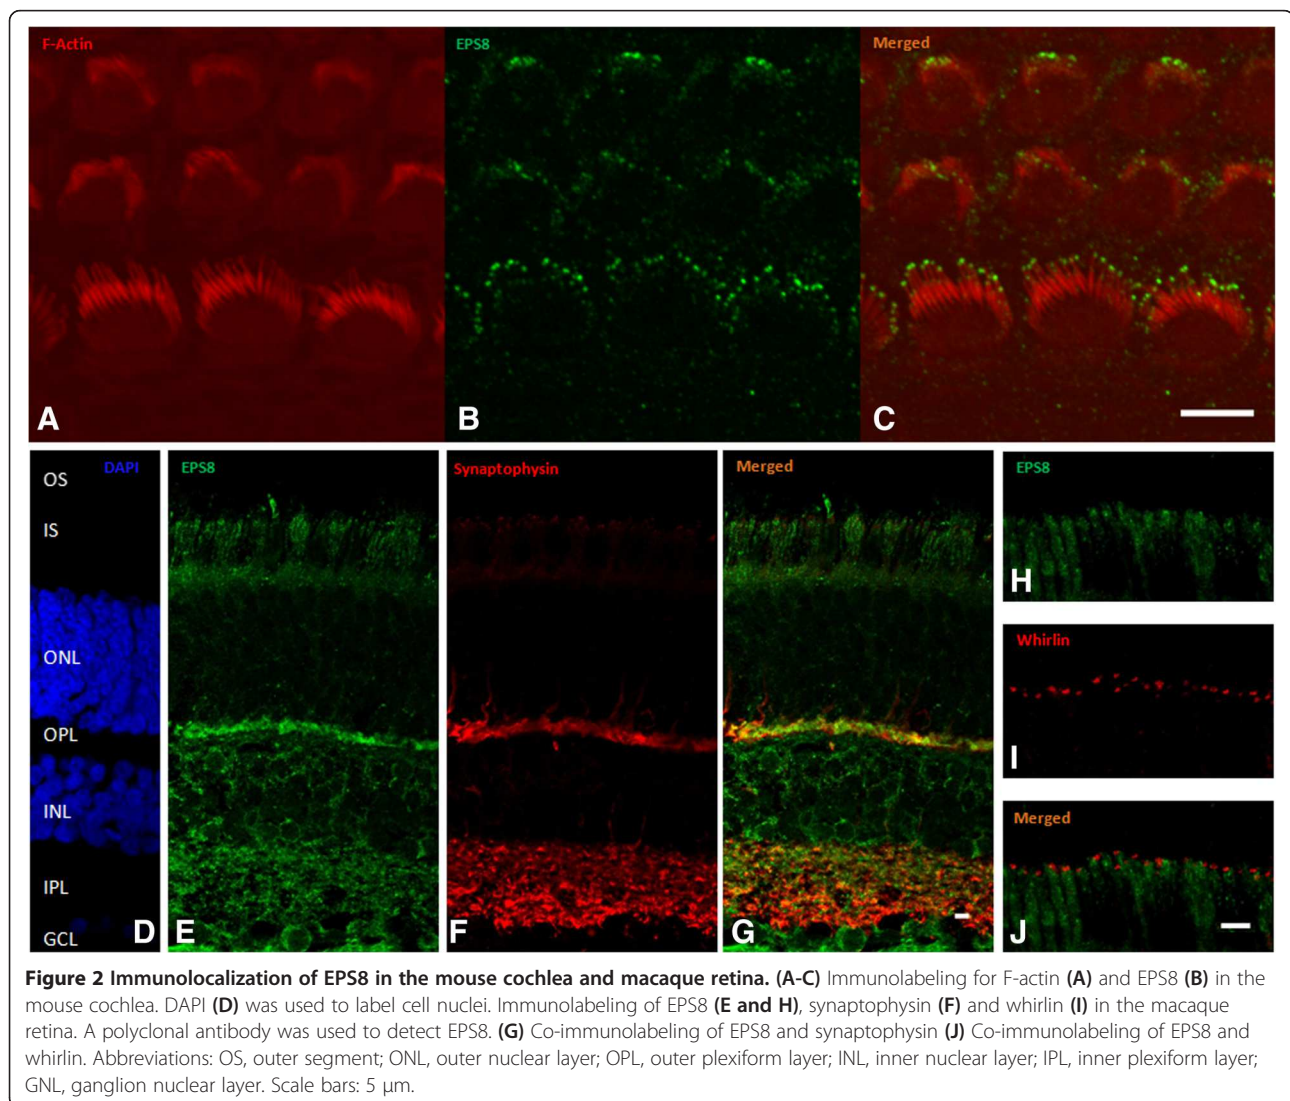 F-Actin
EPS8
Merged
A
B
C
DAPI
EPS8
Synaptophysin
Merged
EPS8
OS
IS
ONL
OPL
INL
IPL
GCL
D
E
F
G
H
Whirlin
I
Merged
J
Figure 2 Immunolocalization of EPS8 in the mouse cochlea and macaque retina. (A-C) Immunolabeling for F-actin (A) and EPS8 (B) in the
mouse cochlea. DAPI (D) was used to label cell nuclei. Immunolabeling of EPS8 (E and H), synaptophysin (F) and whirlin (I) in the macaque
retina. A polyclonal antibody was used to detect EPS8. (G) Co-immunolabeling of EPS8 and synaptophysin (J) Co-immunolabeling of EPS8 and
whirlin. Abbreviations: OS, outer segment; ONL, outer nuclear layer; OPL, outer plexiform layer; INL, inner nuclear layer; IPL, inner plexiform layer;
GNL, ganglion nuclear layer. Scale bars: 5 μm.